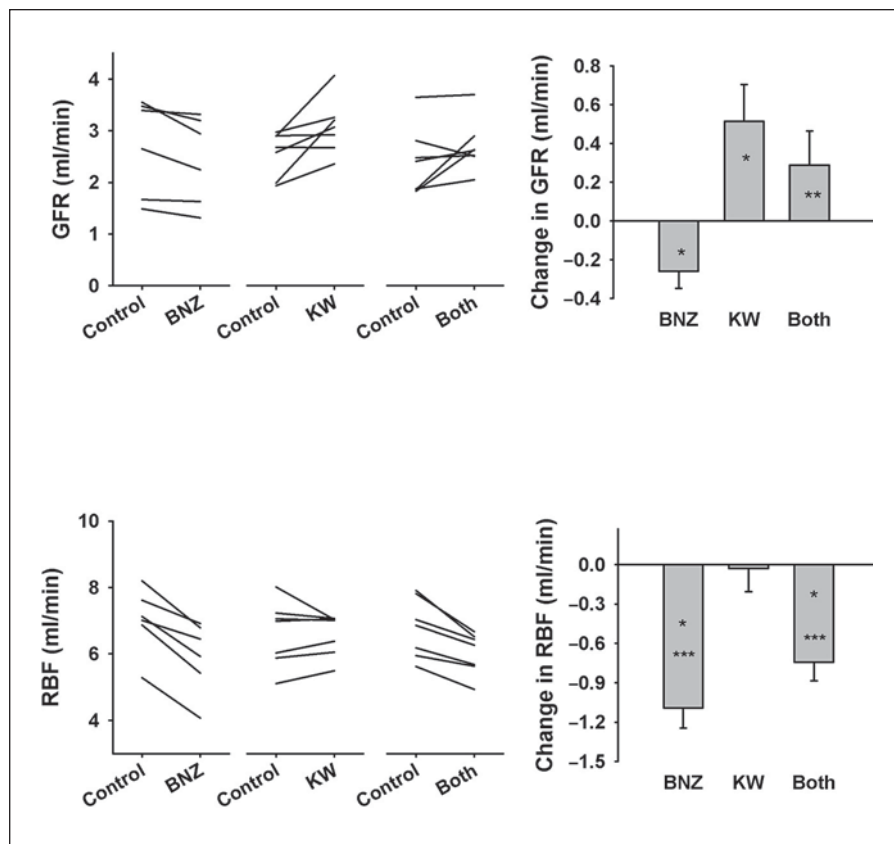 GFR (ml/min)
4
3
2
1
0
Control
BNZ
Control
KW
Control
Both
Change in GFR (ml/min)
0.8
0.6
0.4
0.2
0.0
–0.2
–0.4
*
*
**
BNZ KW Both
RBF (ml/min)
10
8
6
4
Control
BNZ
Control
KW
Control
Both
Change in RBF (ml/min)
0.0
–0.3
–0.6
–0.9
–1.2
–1.5
*
***
*
***
BNZ KW Both